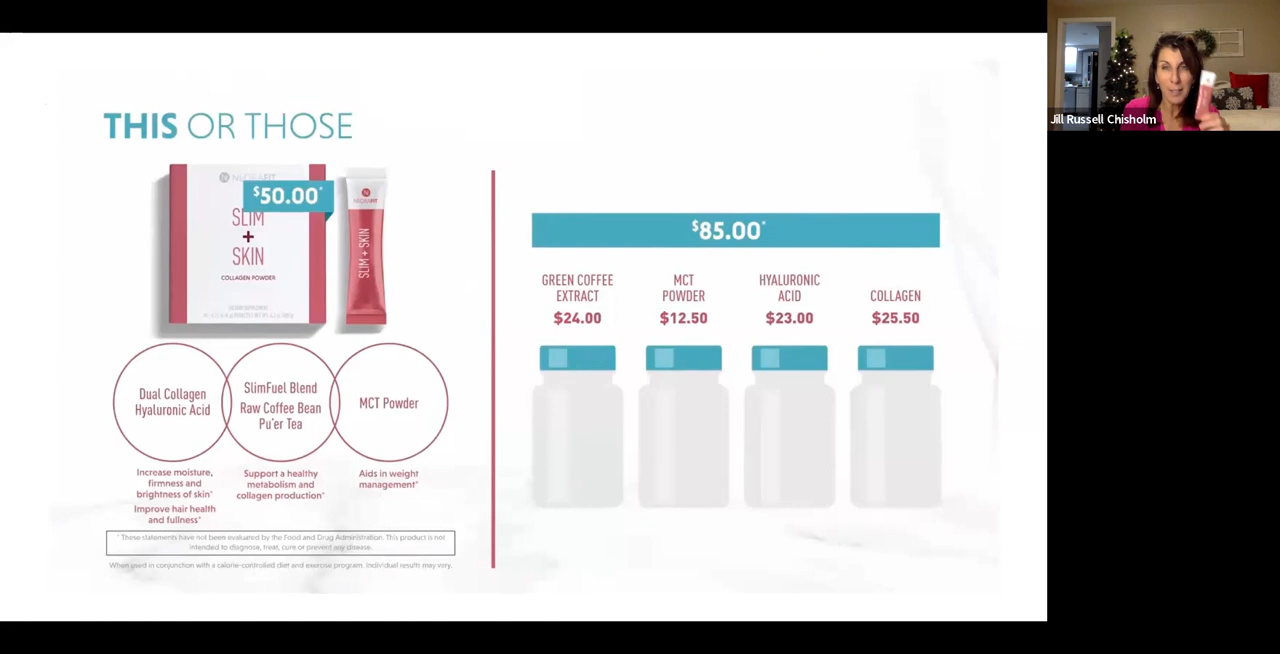 THIS OR THOSE
NEORAFIT
$50.00*
SLIM
+
SKIN
COLLAGEN POWDER
DIETARY SUPPLEMENT
SLIM + SKIN
Dual Collagen
Hyaluronic Acid
SlimFuel Blend
Raw Coffee Bean
Pu'er Tea
MCT Powder
Increase moisture,
firmness and
brightness of skin*
Improve hair health
and fullness*
Support a healthy
metabolism and
collagen production*
Aids in weight
management*
* These statements have not been evaluated by the Food and Drug Administration. This product is not
intended to diagnose, treat, cure or prevent any disease.
When used in conjunction with a calorie-controlled diet and exercise program. Individual results may vary.
$85.00*
GREEN COFFEE
EXTRACT
$24.00
MCT
POWDER
$12.50
HYALURONIC
ACID
$23.00
COLLAGEN
$25.50
Jill Russell Chisholm